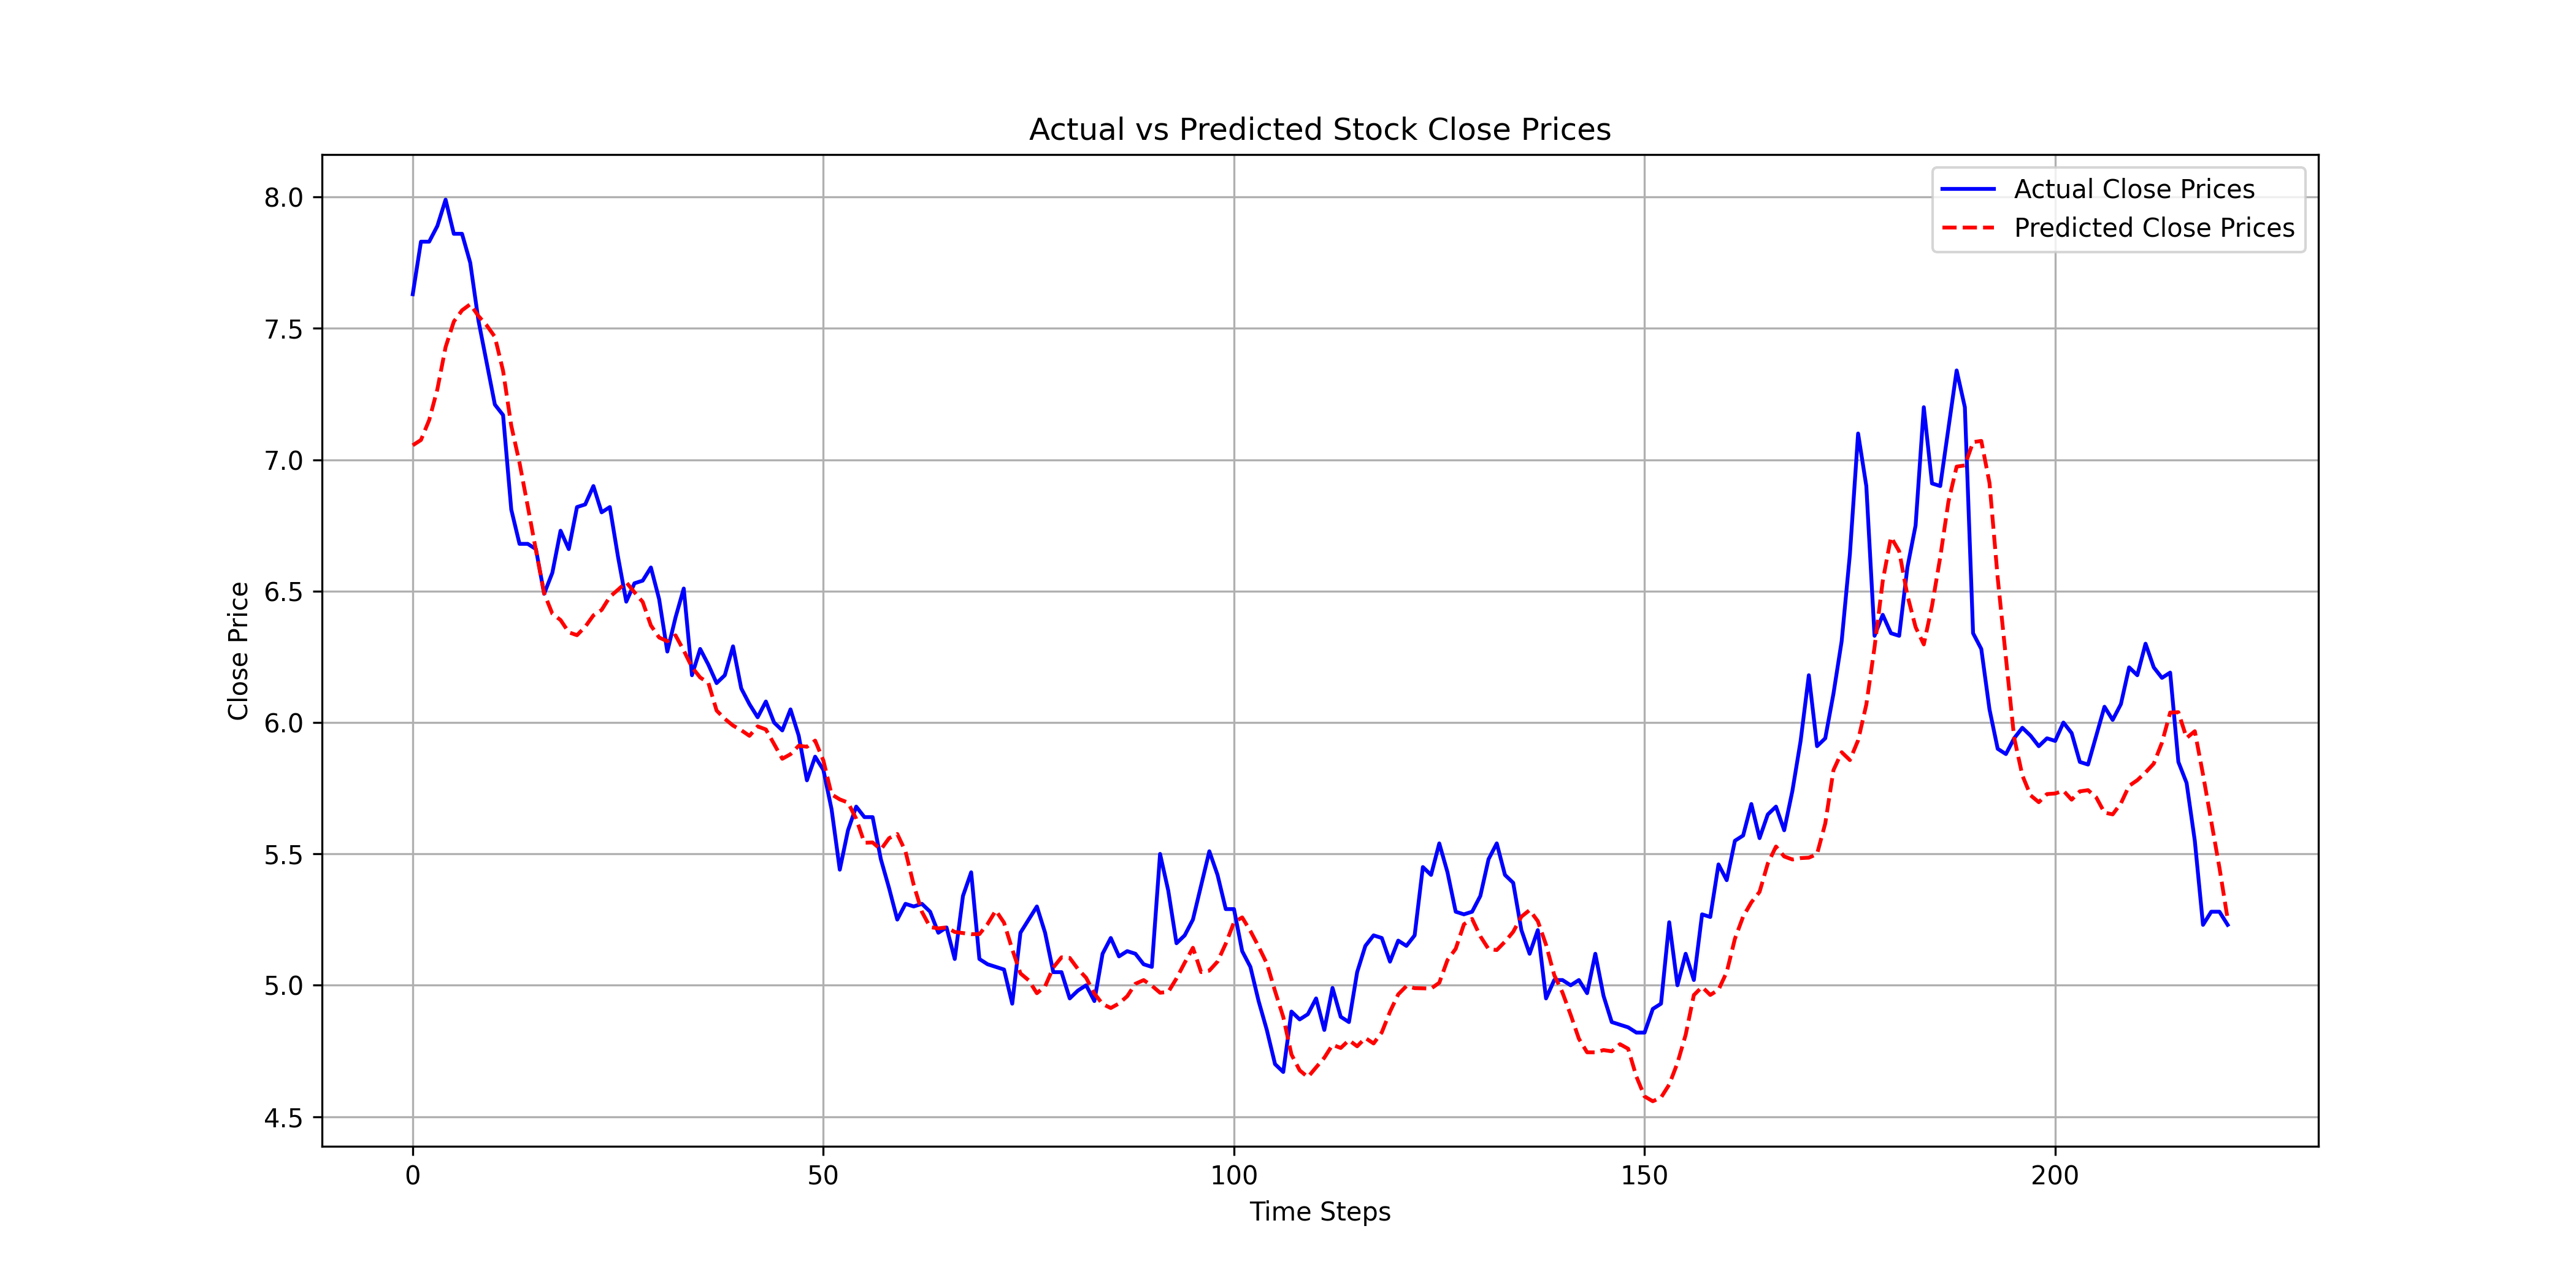 Actual vs Predicted Stock Close Prices
Actual Close Prices
Predicted Close Prices
Close Price
8.0
7.5
7.0
6.5
6.0
5.5
5.0
4.5
0 50 100 150 200
Time Steps